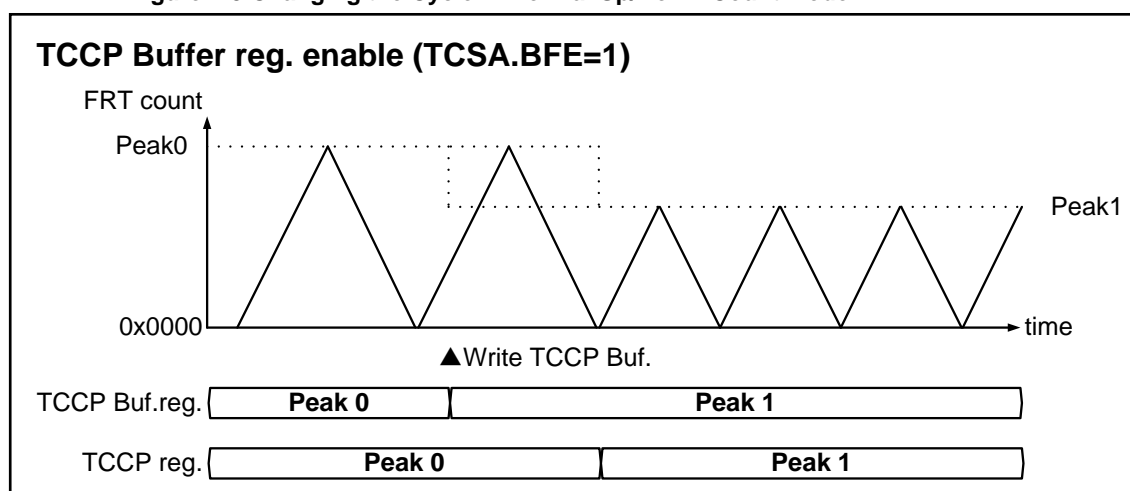 TCCP Buffer reg. enable (TCSA.BFE=1)
FRT count
Peak0
Peak1
0x0000
time
▲Write TCCP Buf.
TCCP Buf.reg. Peak 0 Peak 1
TCCP reg. Peak 0 Peak 1